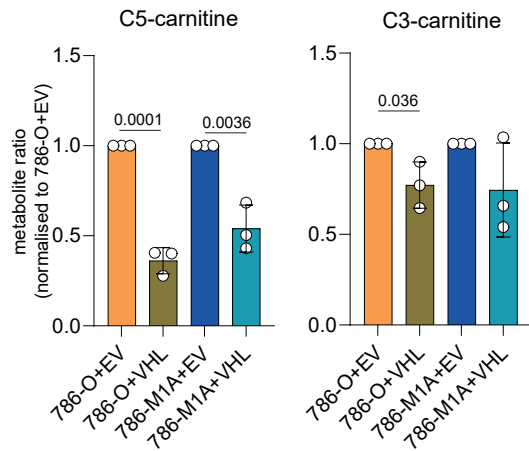 C5-carnitine
metabolite ratio
(normalised to 786-O+EV)
1.5
1.0
0.5
0.0
0.0001
0.0036
786-O+EV
786-O+VHL
786-M1A+EV
786-M1A+VHL
C3-carnitine
1.5
1.0
0.5
0.0
0.036
786-O+EV
786-O+VHL
786-M1A+EV
786-M1A+VHL